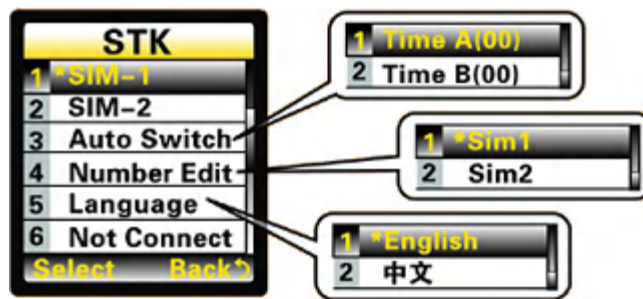 STK
1 *SIM-1
2 SIM-2
3 Auto Switch
4 Number Edit
5 Language
6 Not Connect
Select Back
1 Time A(00)
2 Time B(00)
1 *Sim1
2 Sim2
1 *English
2 中文